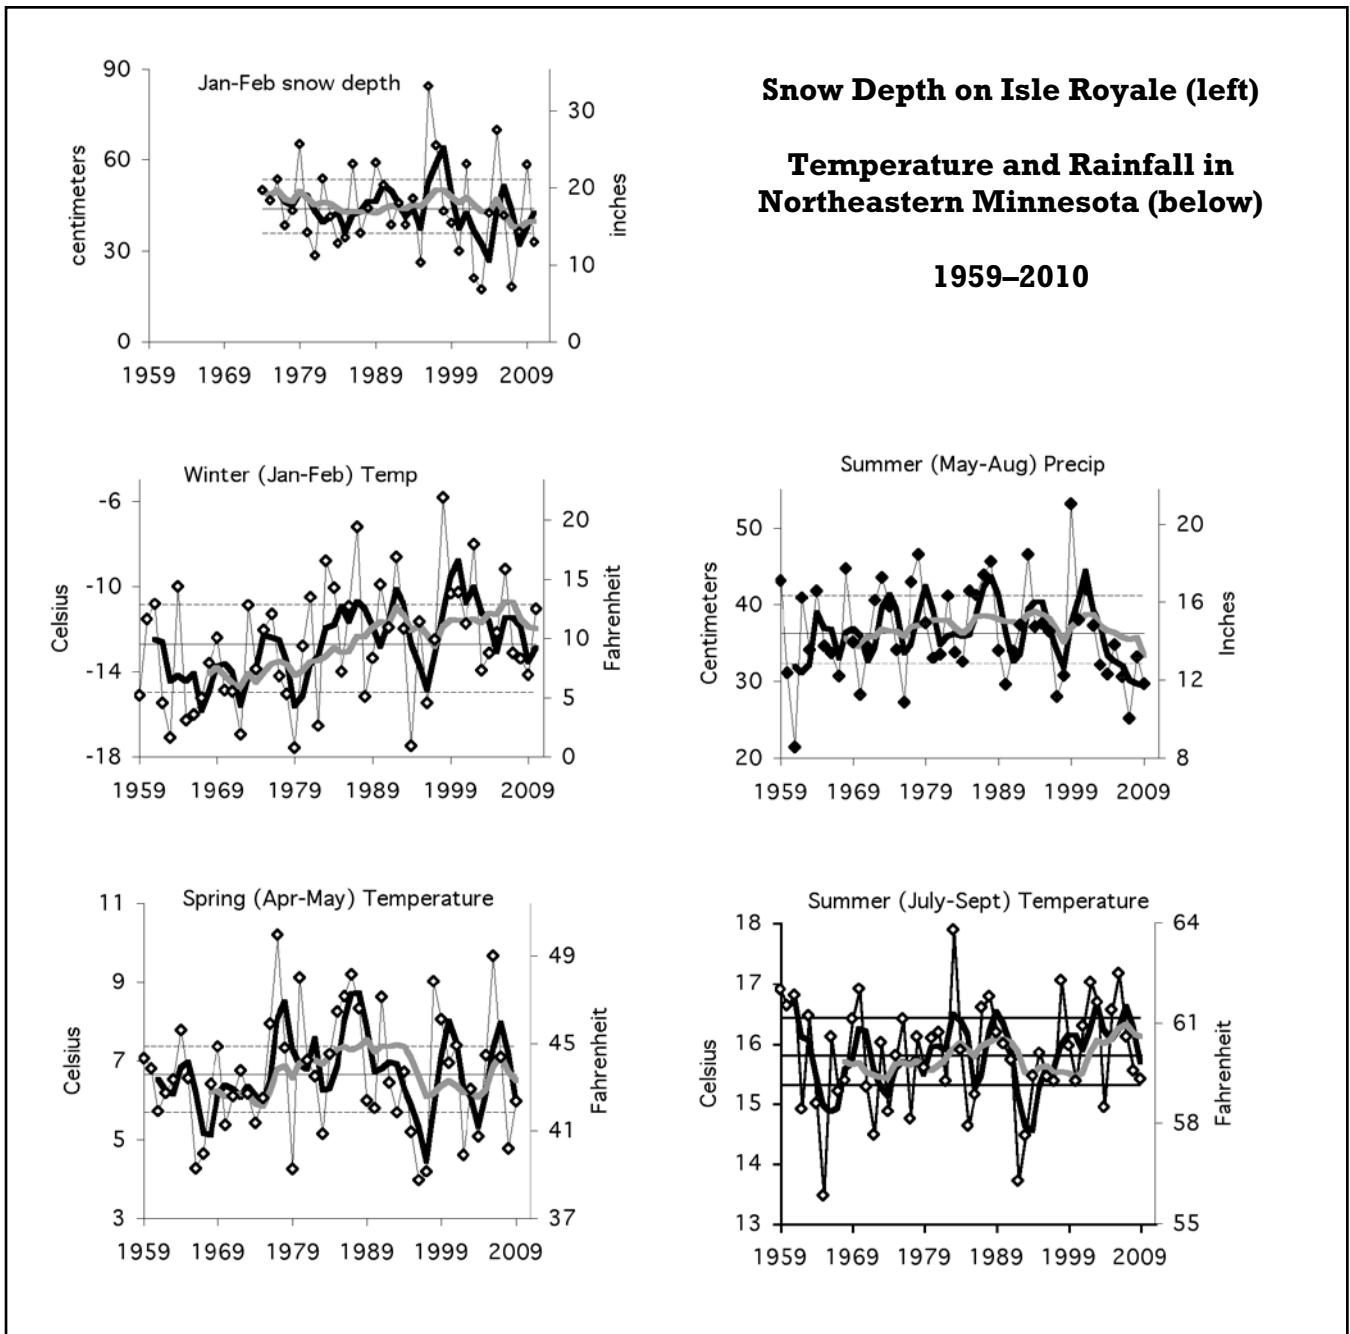 Jan-Feb snow depth
90
60
30
0
centimeters
30
20
10
0
inches
1959 1969 1979 1989 1999 2009
Snow Depth on Isle Royale (left)
Temperature and Rainfall in
Northeastern Minnesota (below)
1959–2010
Winter (Jan-Feb) Temp
-6
-10
-14
-18
Celsius
20
15
10
5
0
Fahrenheit
1959 1969 1979 1989 1999 2009
Summer (May-Aug) Precip
50
40
30
20
Centimeters
20
16
12
8
Inches
1959 1969 1979 1989 1999 2009
Spring (Apr-May) Temperature
11
9
7
5
3
Celsius
49
45
41
37
Fahrenheit
1959 1969 1979 1989 1999 2009
Summer (July-Sept) Temperature
18
17
16
15
14
13
Celsius
64
61
58
55
Fahrenheit
1959 1969 1979 1989 1999 2009